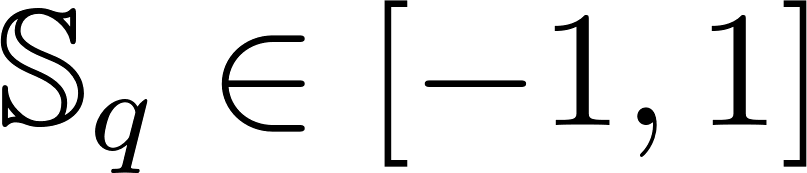 𝕊_q ∈ [−1, 1]